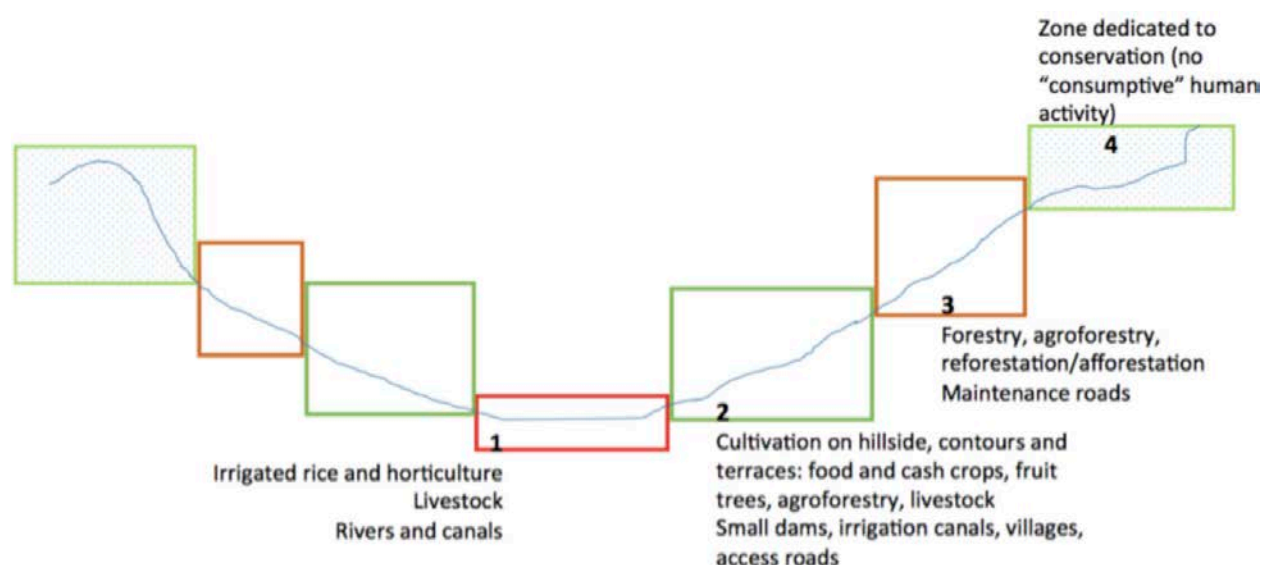 Zone dedicated to
conservation (no
“consumptive” human
activity)
4
3
Forestry, agroforestry,
reforestation/afforestation
Maintenance roads
1
Irrigated rice and horticulture
Livestock
Rivers and canals
2
Cultivation on hillside, contours and
terraces: food and cash crops, fruit
trees, agroforestry, livestock
Small dams, irrigation canals, villages,
access roads